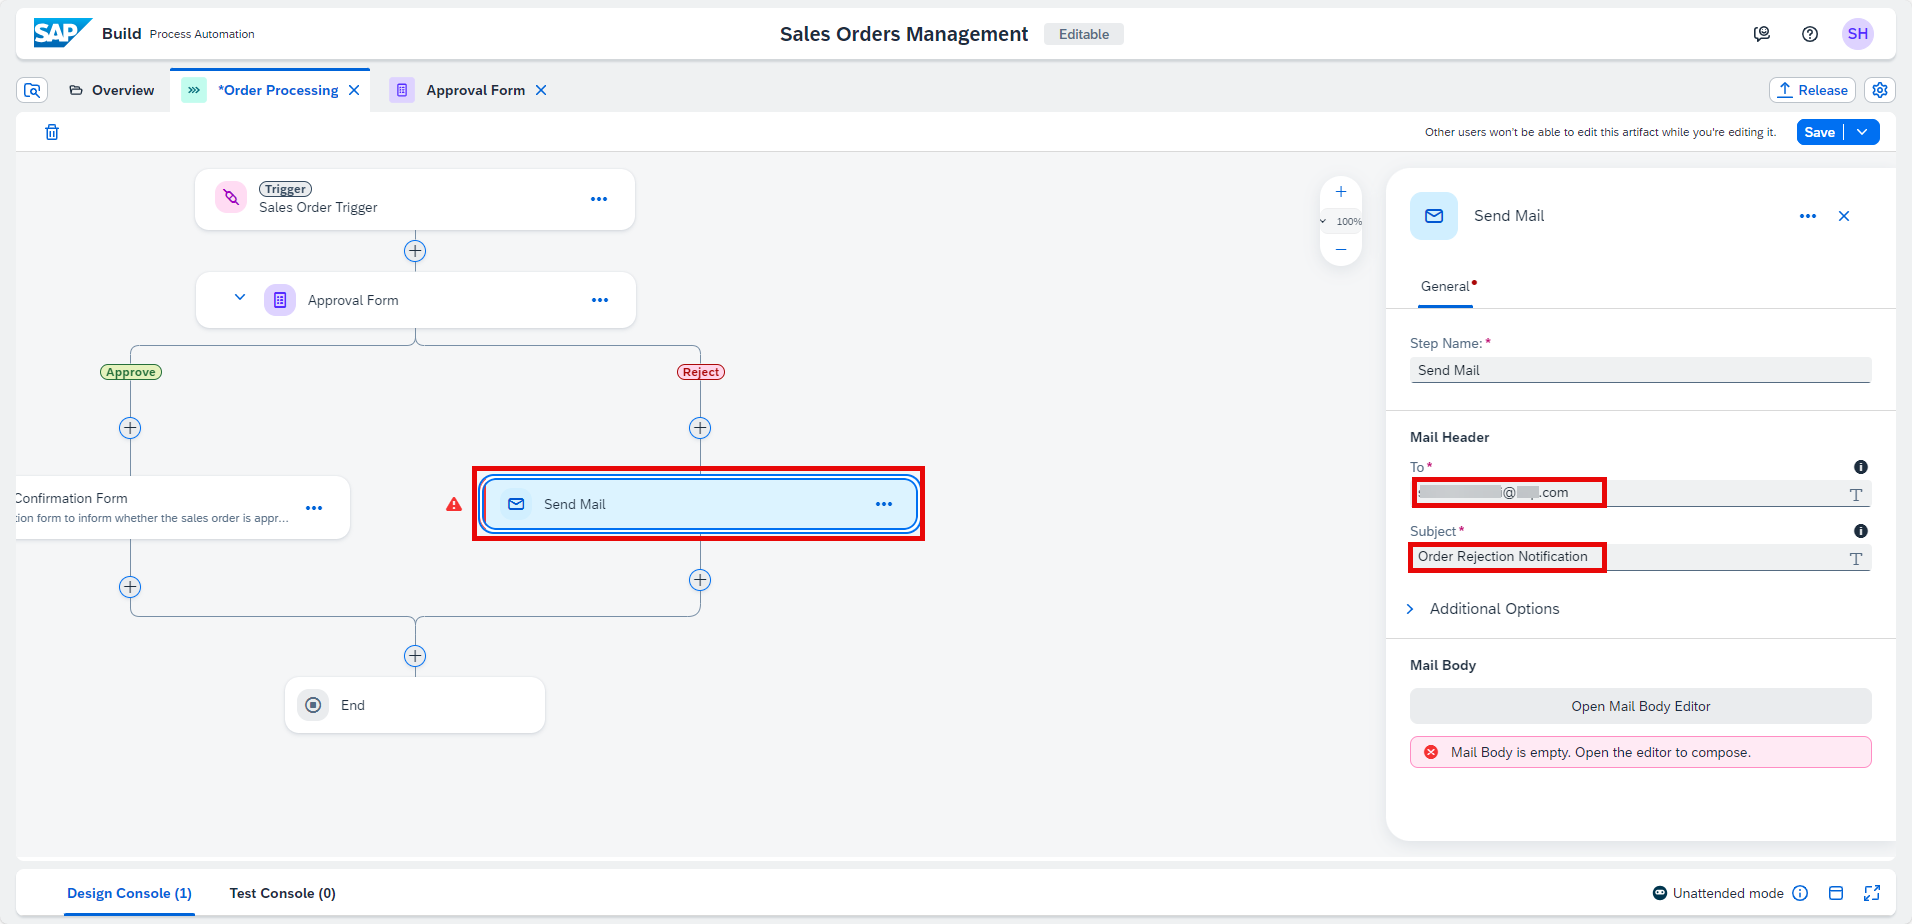 SAP Build Process Automation
Sales Orders Management
Editable
SH
Overview
*Order Processing
Approval Form
Release
Other users won't be able to edit this artifact while you're editing it.
Save
Trigger
Sales Order Trigger
Approval Form
Approve
Reject
Confirmation Form
tion form to inform whether the sales order is appr...
Send Mail
End
100%
Send Mail
General
Step Name: *
Send Mail
Mail Header
To *
@ .com
Subject *
Order Rejection Notification
Additional Options
Mail Body
Open Mail Body Editor
Mail Body is empty. Open the editor to compose.
Design Console (1)
Test Console (0)
Unattended mode